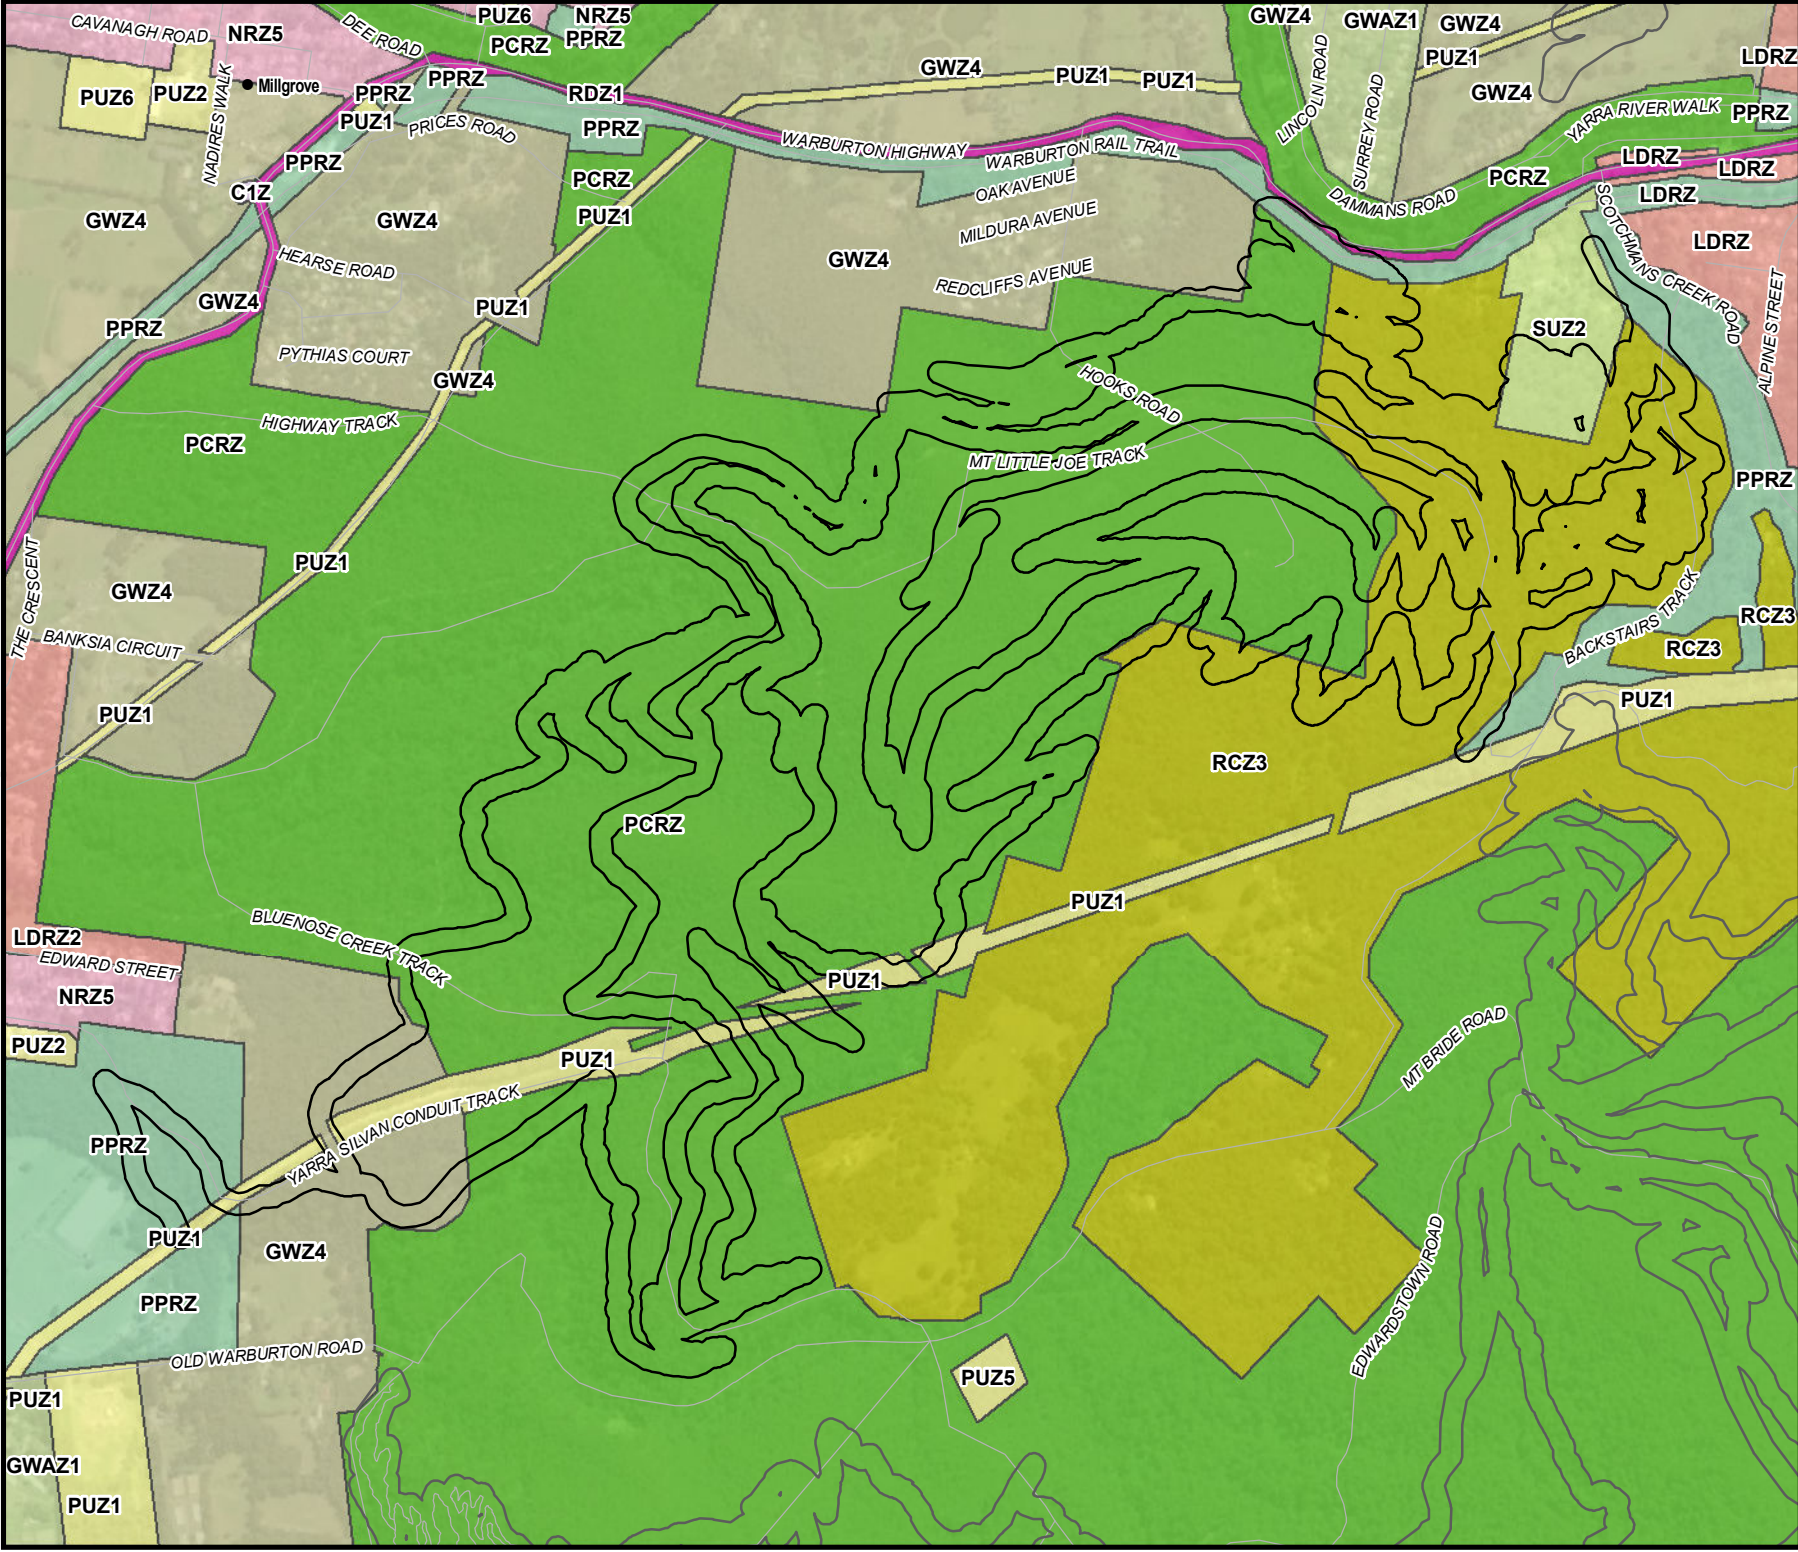 PUZ6
NRZ5
GWZ4
GWAZ1
GWZ4
CAVANAGH ROAD
NRZ5
DEE ROAD
PCRZ
PPRZ
PUZ1
LDRZ
GWZ4
PUZ1
PUZ1
PPRZ
Millgrove
PUZ6
PUZ2
PPRZ
RDZ1
GWZ4
NADIRES WALK
PUZ1
PRICES ROAD
PPRZ
LINCOLN ROAD
SURREY ROAD
YARRA RIVER WALK
PPRZ
WARBURTON HIGHWAY
WARBURTON RAIL TRAIL
PPRZ
LDRZ
LDRZ
C1Z
PCRZ
OAK AVENUE
PCRZ
LDRZ
GWZ4
GWZ4
PUZ1
MILDURA AVENUE
DAMMANS ROAD
SCOTCHMANS CREEK ROAD
LDRZ
HEARSE ROAD
GWZ4
REDCLIFFS AVENUE
GWZ4
PUZ1
PPRZ
SUZ2
ALPINE STREET
PYTHIAS COURT
GWZ4
HOOKS ROAD
HIGHWAY TRACK
PCRZ
MT LITTLE JOE TRACK
PPRZ
PUZ1
THE CRESCENT
GWZ4
BANKSIA CIRCUIT
BACKSTAIRS TRACK
RCZ3
RCZ3
PUZ1
PUZ1
RCZ3
PCRZ
PUZ1
BLUENOSE CREEK TRACK
LDRZ2
EDWARD STREET
PUZ1
NRZ5
PUZ2
PUZ1
MT BRIDE ROAD
YARRA SILVAN CONDUIT TRACK
PPRZ
PUZ1
GWZ4
EDWARDSTOWN ROAD
PPRZ
OLD WARBURTON ROAD
PUZ5
PUZ1
GWAZ1
PUZ1